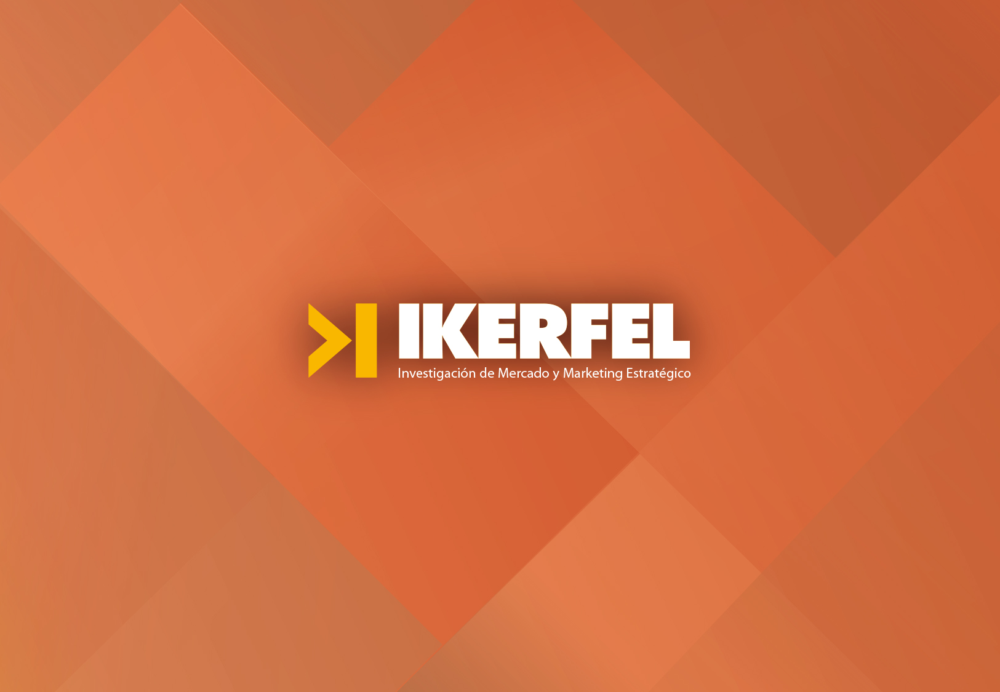 IKERFEL
Investigación de Mercado y Marketing Estratégico